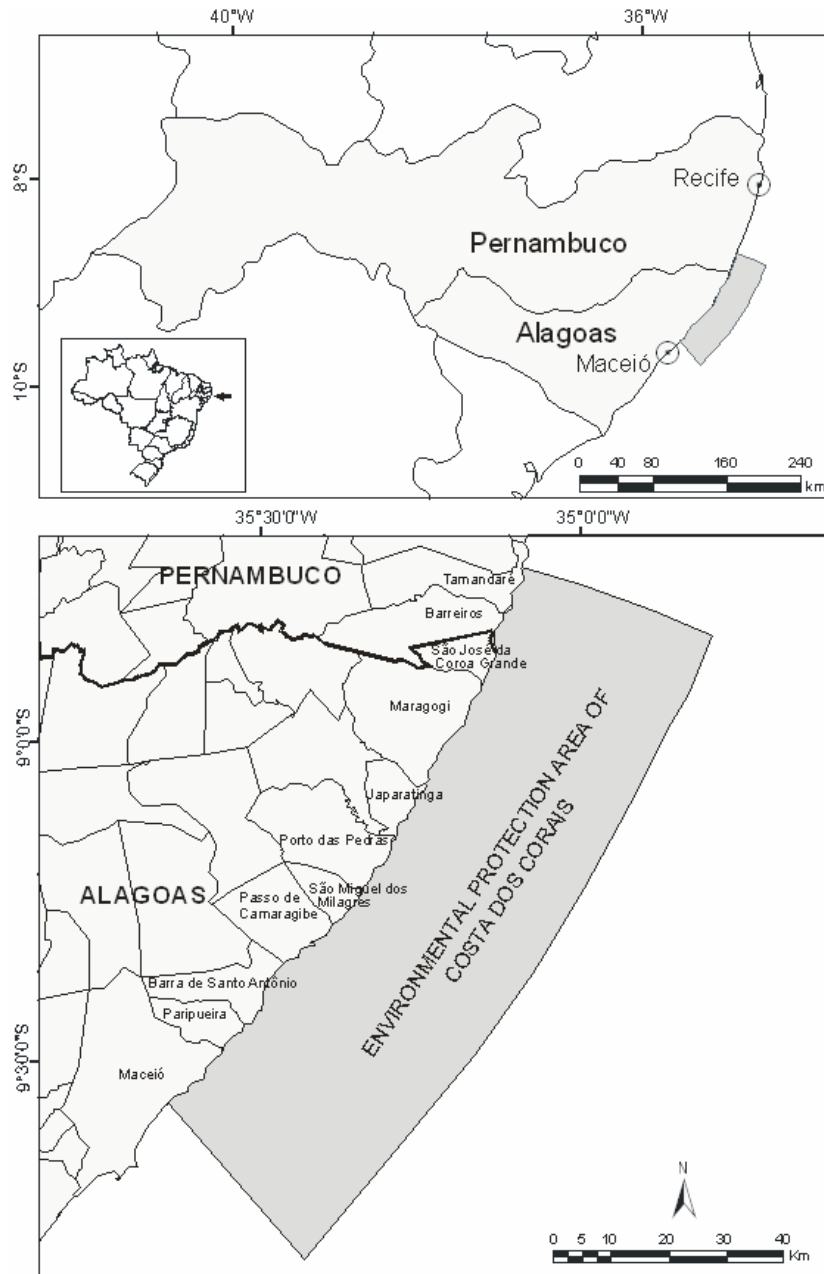 40°W 36°W
8°S
Recife
Pernambuco
Alagoas
Maceió
10°S
0 40 80 160 240
km
35°30'0"W 35°0'0"W
PERNAMBUCO
Tamandaré
Barreiros
São José da
Coroa Grande
Maragogi
9°0'0"S
Japaratinga
Porto das Pedras
ALAGOAS
São Miguel dos
Milagres
Passo de
Camaragibe
ENVIRONMENTAL PROTECTION AREA OF
COSTA DOS CORAIS
Barra de Santo Antônio
Paripueira
9°30'0"S
Maceió
N
0 5 10 20 30 40
Km